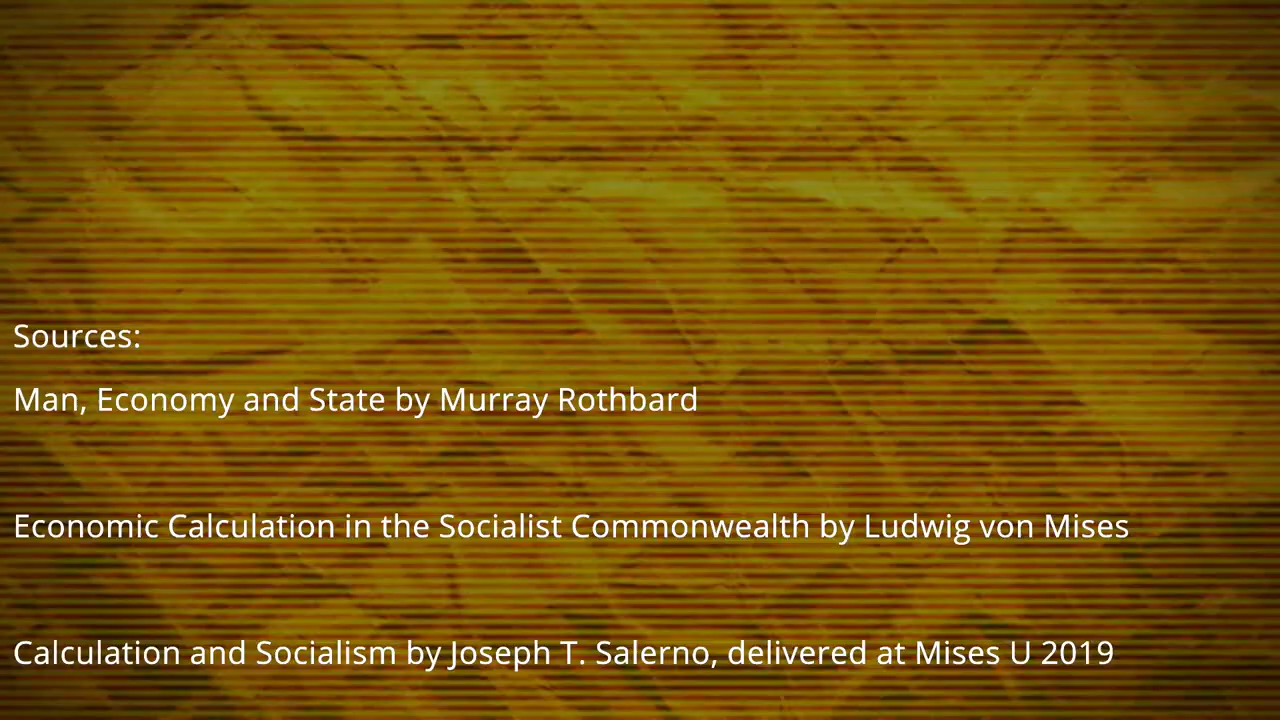 Sources:
Man, Economy and State by Murray Rothbard
Economic Calculation in the Socialist Commonwealth by Ludwig von Mises
Calculation and Socialism by Joseph T. Salerno, delivered at Mises U 2019